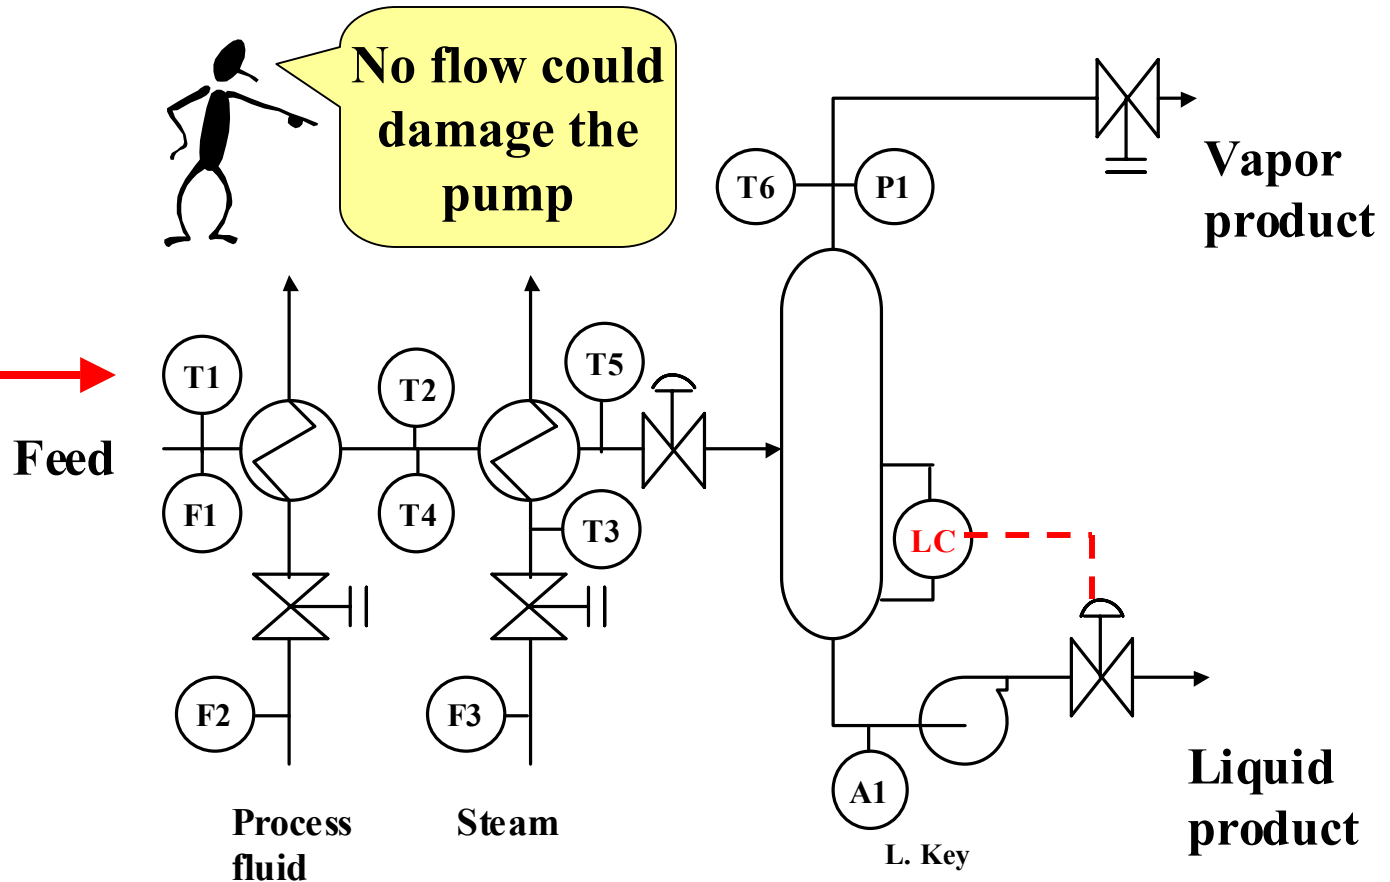 No flow could
damage the
pump
Vapor
product
T6
P1
T1
T2
T5
Feed
F1
T4
T3
LC
F2
F3
A1
Process
fluid
Steam
L. Key
Liquid
product